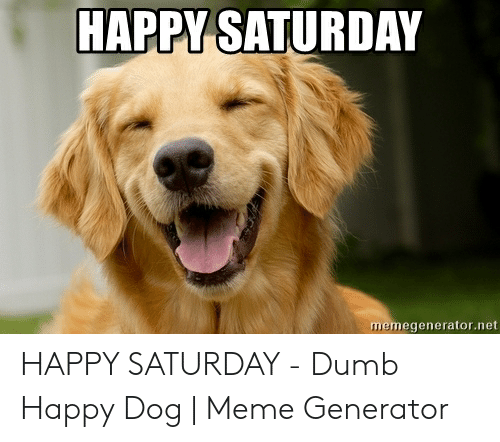 HAPPY SATURDAY
memegenerator.net
HAPPY SATURDAY - Dumb
Happy Dog | Meme Generator